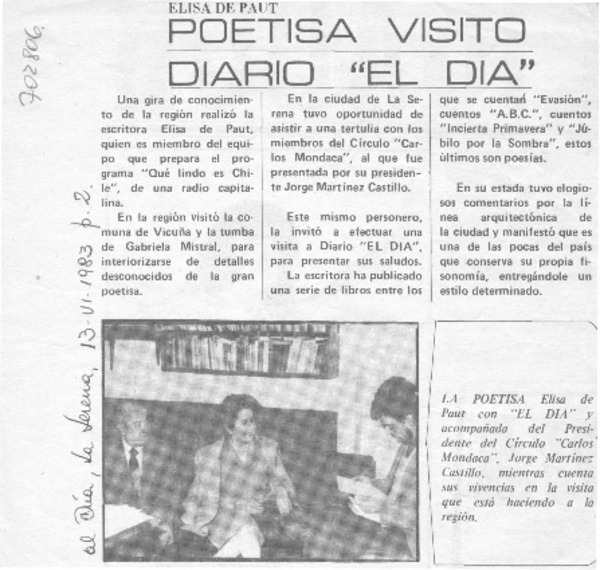 702806.
ELISA DE PAUT
POETISA VISITO
DIARIO "EL DIA"
Una gira de conocimien-
to de la región realizó la
escritora Elisa de Paut,
quien es miembro del equi-
po que prepara el pro-
grama "Qué lindo es Chi-
le", de una radio capita-
lina.
En la región visitó la co-
muna de Vicuña y la tumba
de Gabriela Mistral, para
interiorizarse de detalles
desconocidos de la gran
poetisa.
En la ciudad de La Se-
rena tuvo oportunidad de
asistir a una tertulia con los
miembros del Círculo "Car-
los Mondaca", al que fue
presentada por su presiden-
te Jorge Martínez Castillo.
Este mismo personero,
la invitó a efectuar una
visita a Diario "EL DIA",
para presentar sus saludos.
La escritora ha publicado
una serie de libros entre los
que se cuentan "Evasión",
cuentos "A.B.C.", cuentos
"Incierta Primavera" y "Jú-
bilo por la Sombra", estos
últimos son poesías.
En su estada tuvo elogio-
sos comentarios por la lí-
nea arquitectónica de
la ciudad y manifestó que es
una de las pocas del país
que conserva su propia fi-
sonomía, entregándole un
estilo determinado.
LA POETISA Elisa de
Paut con "EL DIA" y
acompañada del Presi-
dente del Círculo "Carlos
Mondaca", Jorge Martínez
Castillo, mientras cuenta
sus vivencias en la visita
que está haciendo a la
región.
al Día, La Serena, 13-VI-1983 p. 2.